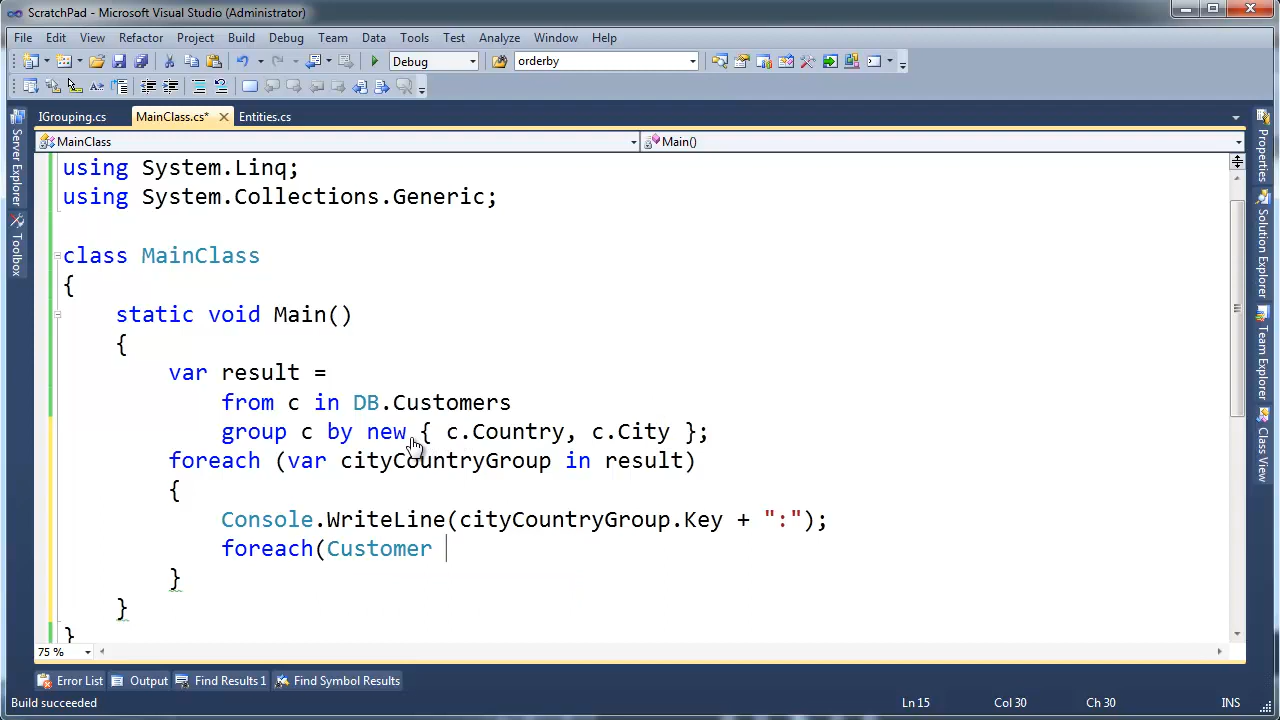 ScratchPad - Microsoft Visual Studio (Administrator)
File Edit View Refactor Project Build Debug Team Data Tools Test Analyze Window Help
Debug orderby
IGrouping.cs MainClass.cs* Entities.cs
MainClass Main()
Server Explorer
Toolbox
using System.Linq;
using System.Collections.Generic;
class MainClass
{
static void Main()
{
var result =
from c in DB.Customers
group c by new { c.Country, c.City };
foreach (var cityCountryGroup in result)
{
Console.WriteLine(cityCountryGroup.Key + ":");
foreach(Customer
}
}
}
Properties
Solution Explorer
Team Explorer
Class View
75 %
Error List Output Find Results 1 Find Symbol Results
Build succeeded Ln 15 Col 30 Ch 30 INS